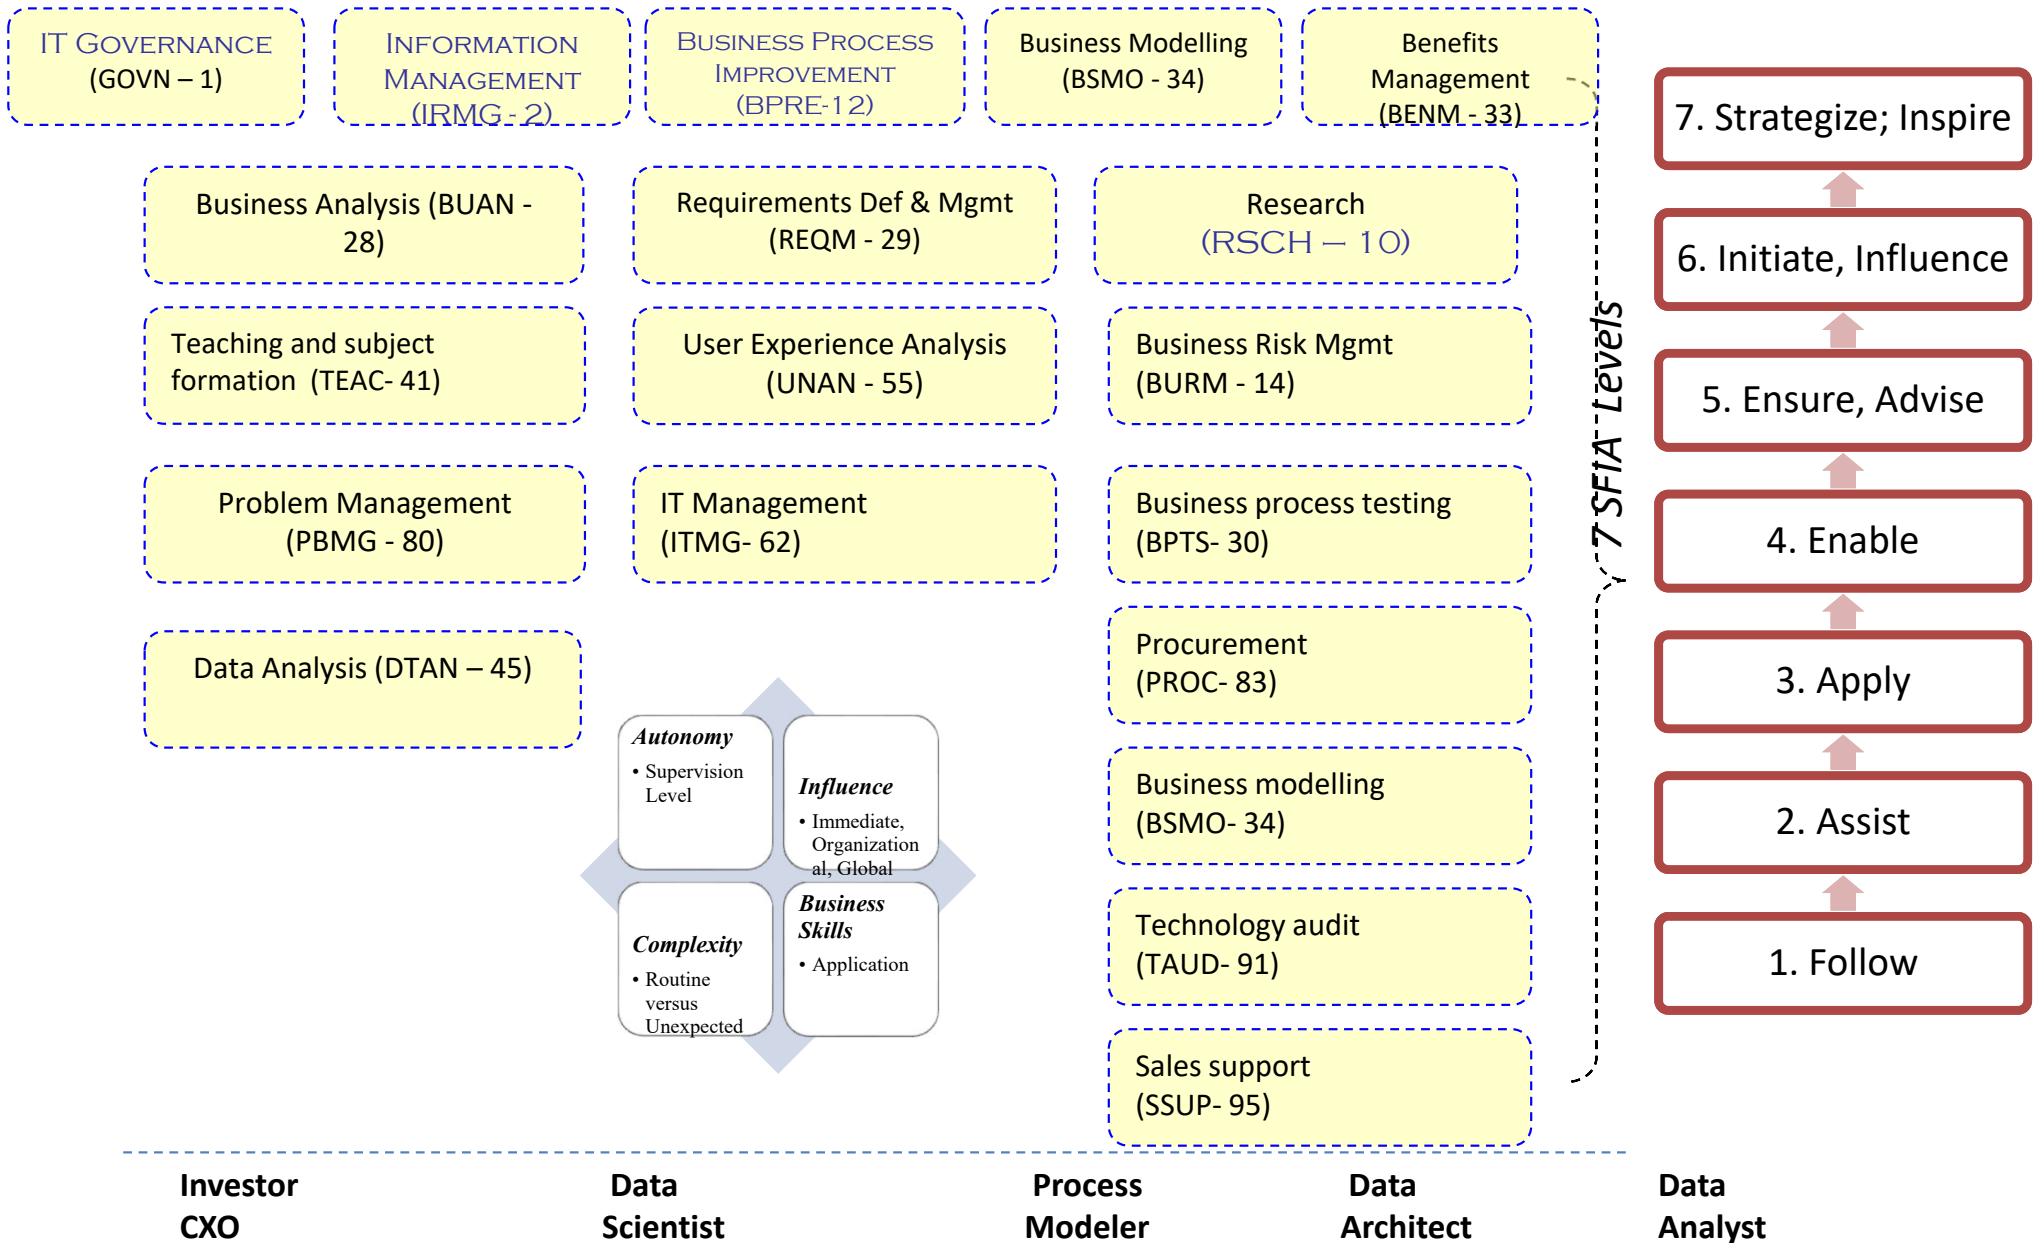 IT GOVERNANCE
(GOVN – 1)
INFORMATION
MANAGEMENT
(IRMG - 2)
BUSINESS PROCESS
IMPROVEMENT
(BPRE-12)
Business Modelling
(BSMO - 34)
Benefits
Management
(BENM - 33)
Business Analysis (BUAN -
28)
Requirements Def & Mgmt
(REQM - 29)
Research
(RSCH – 10)
Teaching and subject
formation (TEAC- 41)
User Experience Analysis
(UNAN - 55)
Business Risk Mgmt
(BURM - 14)
Problem Management
(PBMG - 80)
IT Management
(ITMG- 62)
Business process testing
(BPTS- 30)
Data Analysis (DTAN – 45)
Procurement
(PROC- 83)
Business modelling
(BSMO- 34)
Technology audit
(TAUD- 91)
Sales support
(SSUP- 95)
Autonomy
• Supervision
Level
Influence
• Immediate,
Organization
al, Global
Complexity
• Routine
versus
Unexpected
Business
Skills
• Application
7 SFIA Levels
7. Strategize; Inspire
6. Initiate, Influence
5. Ensure, Advise
4. Enable
3. Apply
2. Assist
1. Follow
Investor
CXO
Data
Scientist
Process
Modeler
Data
Architect
Data
Analyst